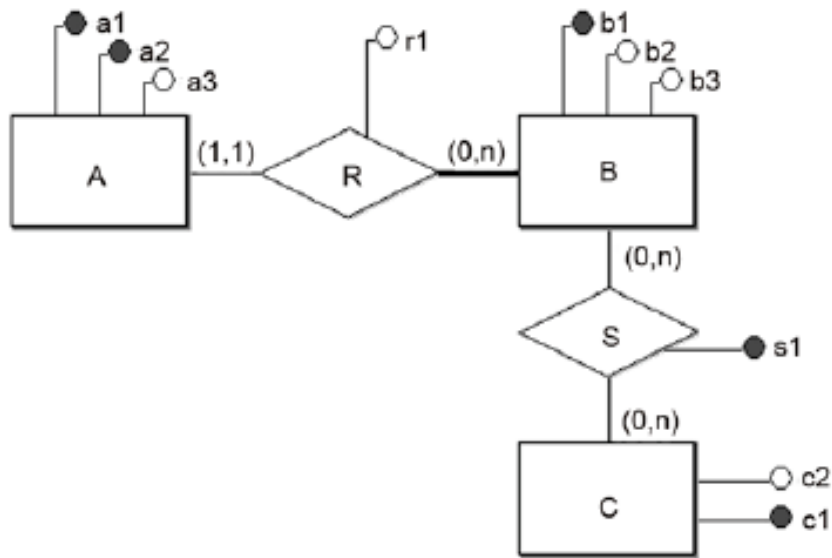 a1
a2
a3
r1
b1
b2
b3
A
(1,1)
R
(0,n)
B
(0,n)
S
s1
(0,n)
C
c2
c1